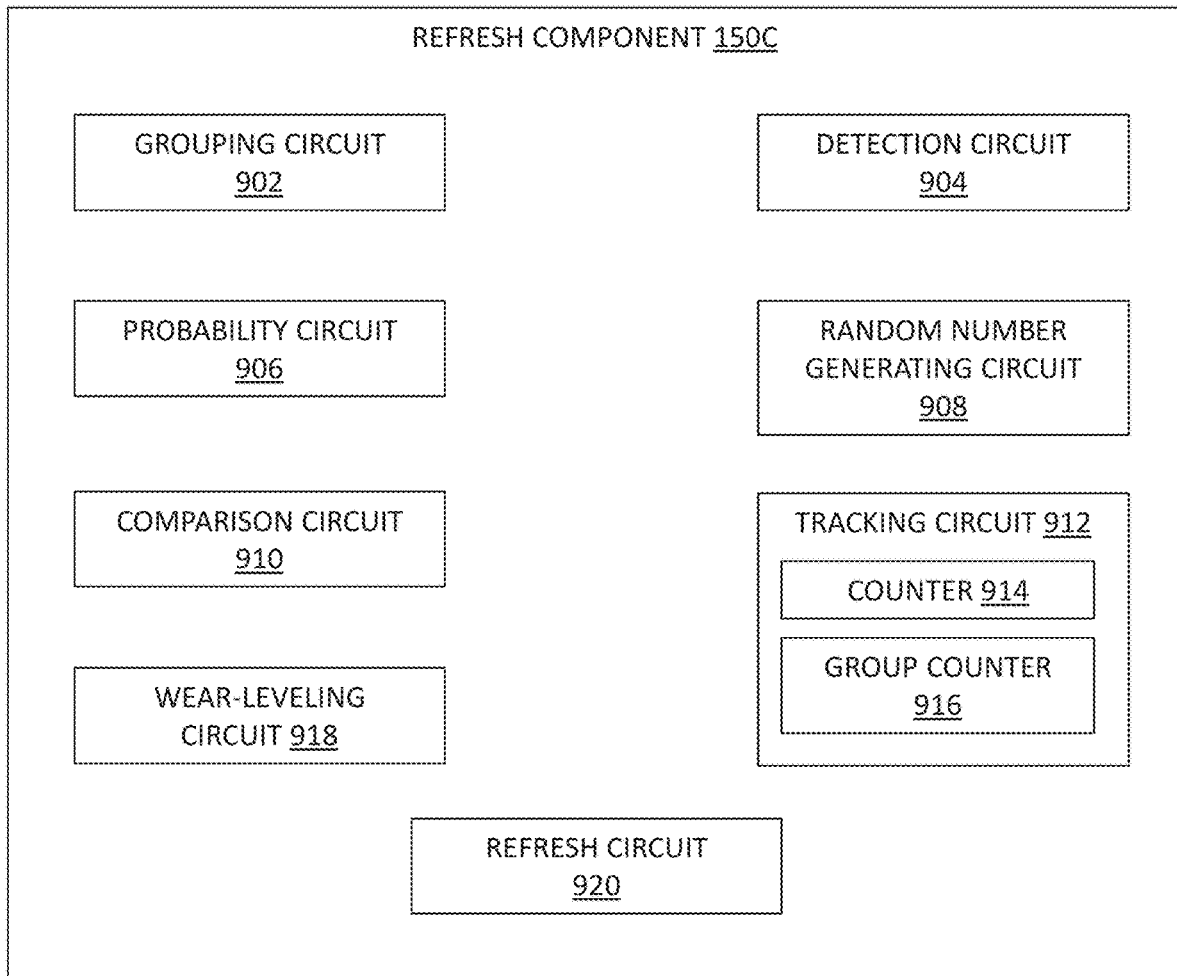 REFRESH COMPONENT 150C
GROUPING CIRCUIT
902
DETECTION CIRCUIT
904
PROBABILITY CIRCUIT
906
RANDOM NUMBER
GENERATING CIRCUIT
908
COMPARISON CIRCUIT
910
TRACKING CIRCUIT 912
COUNTER 914
GROUP COUNTER
916
WEAR-LEVELING
CIRCUIT 918
REFRESH CIRCUIT
920